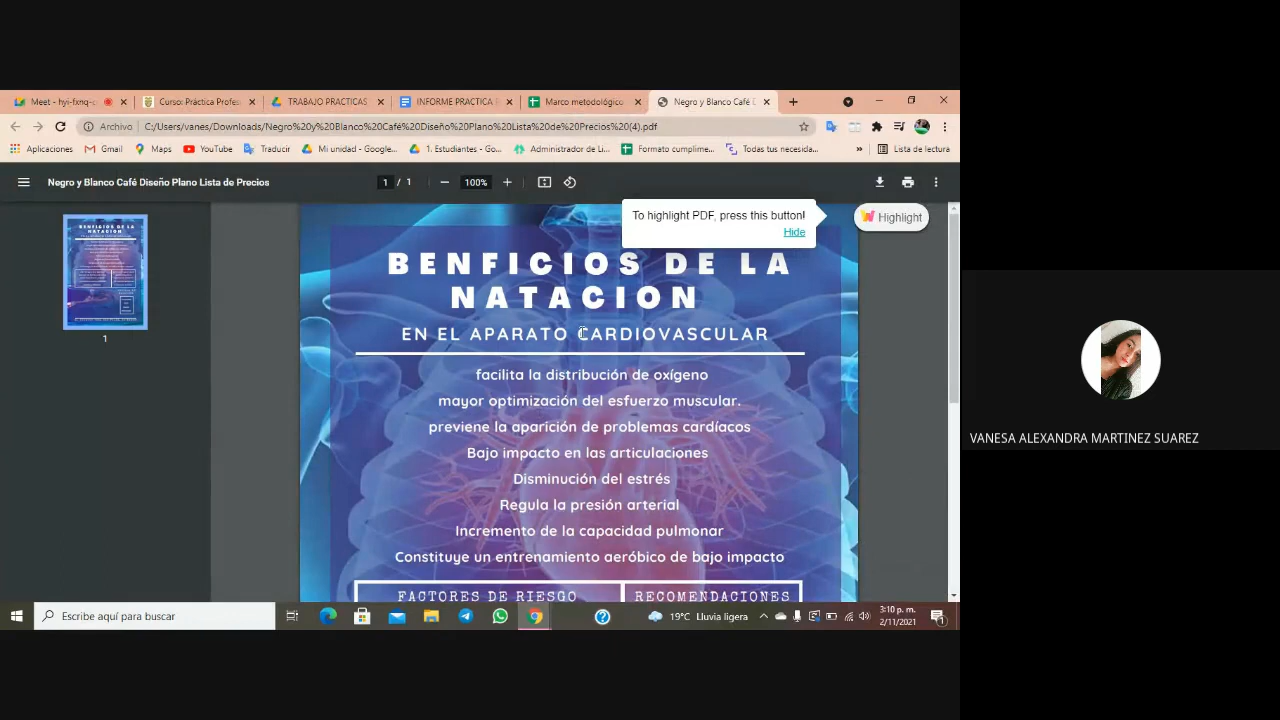 Meet - hyi-fxnq-c
Curso: Práctica Profe
TRABAJO PRACTICAS
INFORME PRACTICA
Marco metodológico
Negro y Blanco Café D
Archivo
C:/Users/vanes/Downloads/Negro%20y%20Blanco%20Café%20Diseño%20Plano%20Lista%20de%20Precios%20(4).pdf
Aplicaciones
Gmail
Maps
YouTube
Traducir
Mi unidad - Google...
1. Estudiantes - Go...
Administrador de Li...
Formato cumplime...
Todas tus necesida...
»
Lista de lectura
Negro y Blanco Café Diseño Plano Lista de Precios
1 / 1
100%
To highlight PDF, press this button!
Hide
Highlight
1
BENFICIOS DE LA
NATACION
EN EL APARATO CARDIOVASCULAR
facilita la distribución de oxígeno
mayor optimización del esfuerzo muscular.
previene la aparición de problemas cardíacos
Bajo impacto en las articulaciones
Disminución del estrés
Regula la presión arterial
Incremento de la capacidad pulmonar
Constituye un entrenamiento aeróbico de bajo impacto
FACTORES DE RIESGO
RECOMENDACIONES
VANESA ALEXANDRA MARTINEZ SUAREZ
Escribe aquí para buscar
19°C Lluvia ligera
3:10 p. m.
2/11/2021